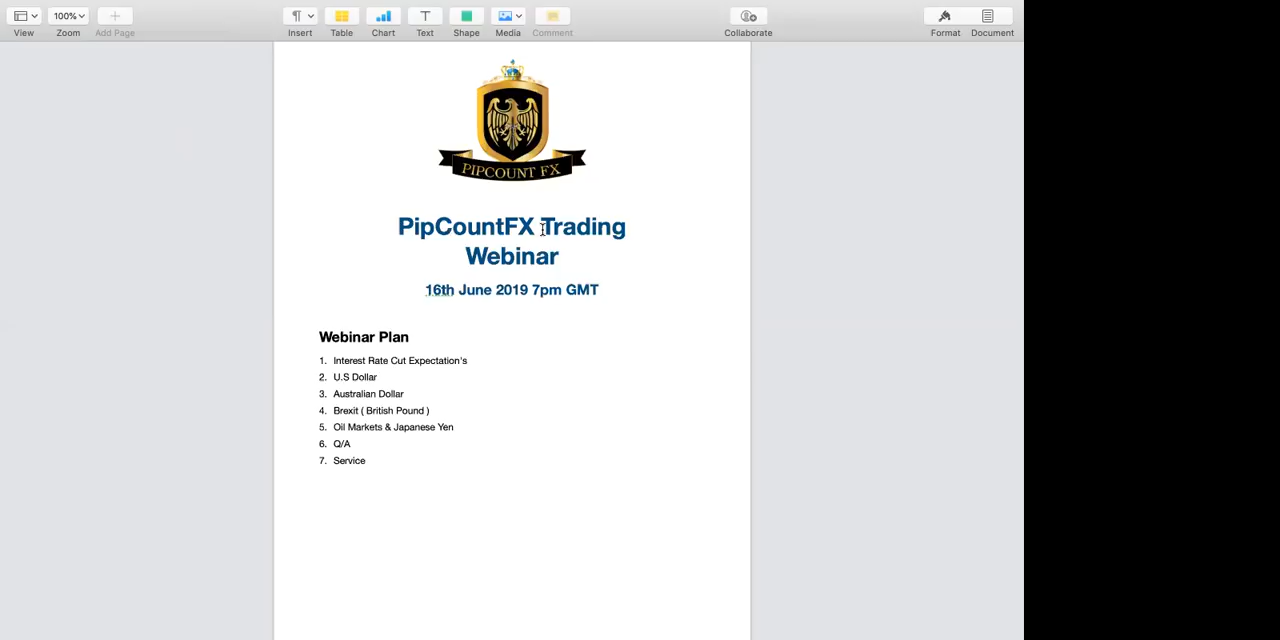 View
100%
Zoom
Add Page
Insert
Table
Chart
T
Text
Shape
Media
Comment
Collaborate
Format
Document
PIPCOUNT FX
PipCountFX Trading
Webinar
16th June 2019 7pm GMT
Webinar Plan
1. Interest Rate Cut Expectation's
2. U.S Dollar
3. Australian Dollar
4. Brexit ( British Pound )
5. Oil Markets & Japanese Yen
6. Q/A
7. Service